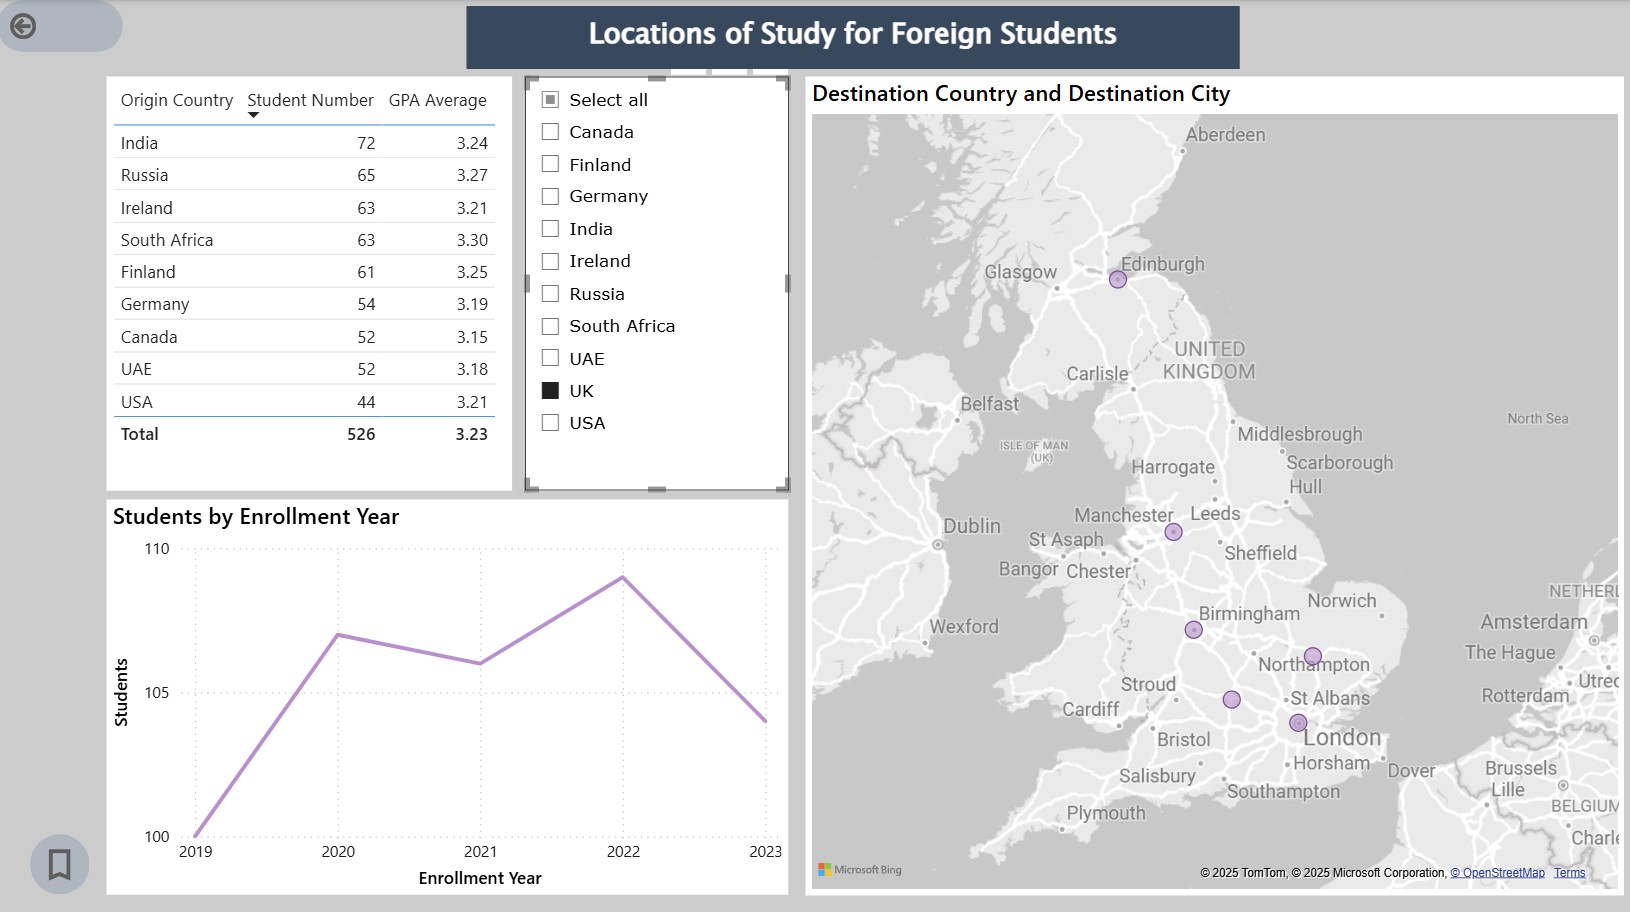 Locations of Study for Foreign Students
Origin Country Student Number GPA Average
India 72 3.24
Russia 65 3.27
Ireland 63 3.21
South Africa 63 3.30
Finland 61 3.25
Germany 54 3.19
Canada 52 3.15
UAE 52 3.18
USA 44 3.21
Total 526 3.23
Select all
Canada
Finland
Germany
India
Ireland
Russia
South Africa
UAE
UK
USA
Students by Enrollment Year
110
105
100
Students
2019 2020 2021 2022 2023
Enrollment Year
Destination Country and Destination City
Aberdeen
Edinburgh
Glasgow
UNITED
KINGDOM
Carlisle
Belfast
North Sea
ISLE OF MAN
(UK)
Middlesbrough
Harrogate
Scarborough
Hull
Manchester
Leeds
Dublin
St Asaph
Sheffield
Bangor
Chester
NETHERL
Norwich
Birmingham
Wexford
Amsterdam
The Hague
Northampton
Utrec
Stroud
St Albans
Rotterdam
Cardiff
London
Bristol
Horsham
Dover
Brussels
Salisbury
Lille
Southampton
BELGIUM
Plymouth
Charle
Microsoft Bing
© 2025 TomTom, © 2025 Microsoft Corporation, © OpenStreetMap Terms